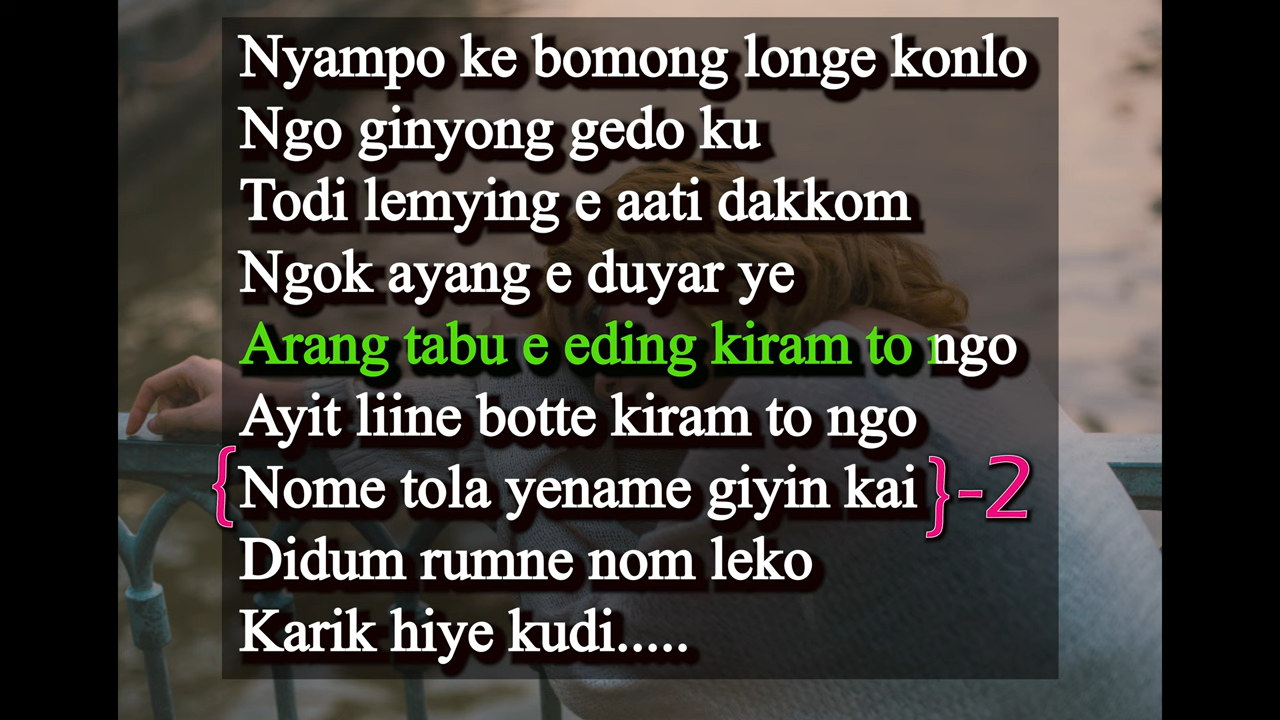 Nyampo ke bomong longe konlo
Ngo ginyong gedo ku
Todi lemying e aati dakkom
Ngok ayang e duyar ye
Arang tabu e eding kiram to ngo
Ayit liine botte kiram to ngo
{Nome tola yename giyin kai}-2
Didum rumne nom leko
Karik hiye kudi.....